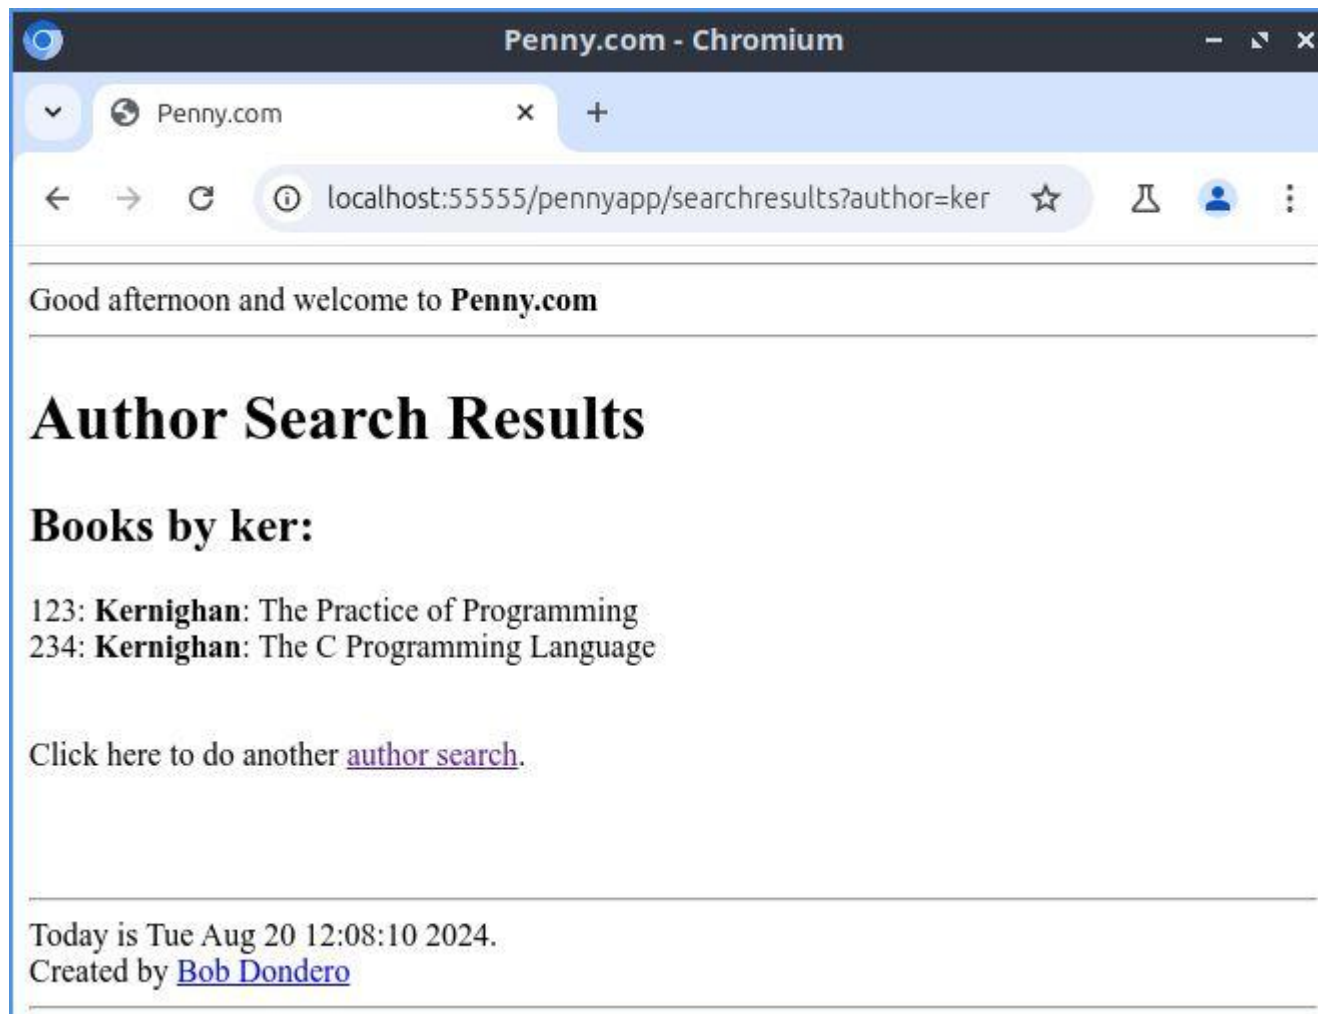 Penny.com - Chromium
Penny.com
localhost:55555/pennyapp/searchresults?author=ker
Good afternoon and welcome to Penny.com
Author Search Results
Books by ker:
123: Kernighan: The Practice of Programming
234: Kernighan: The C Programming Language
Click here to do another author search.
Today is Tue Aug 20 12:08:10 2024.
Created by Bob Dondero